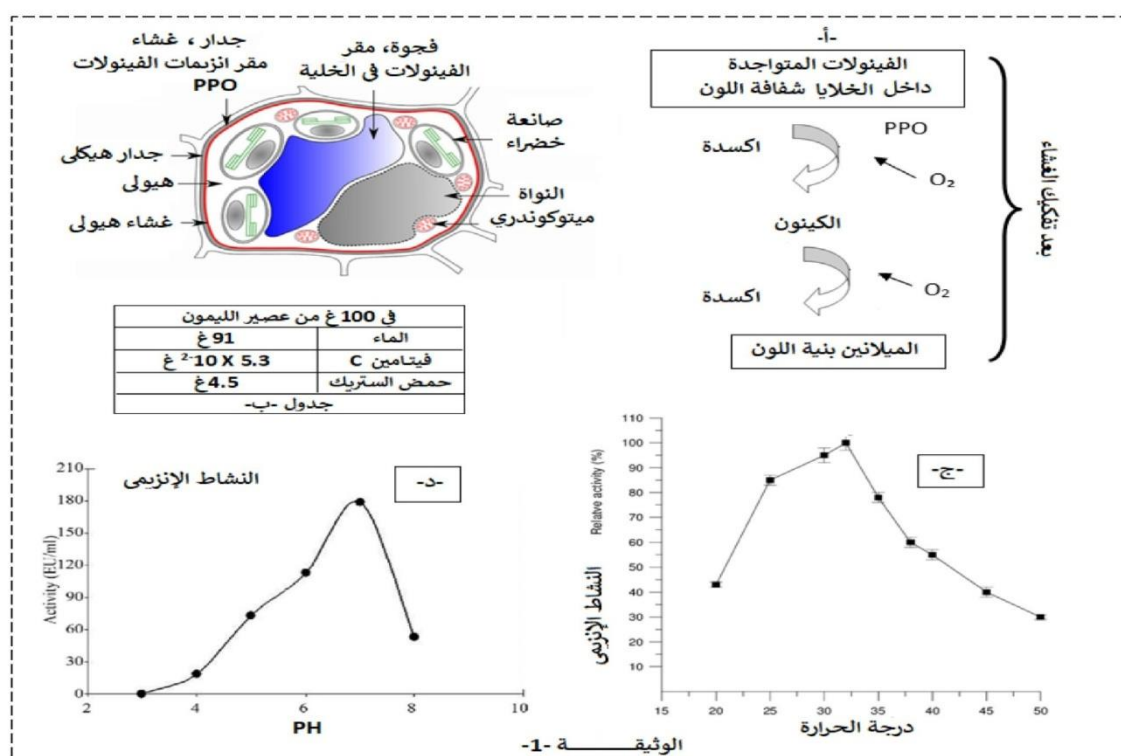 -أ-
الفينولات المتواجدة
داخل الخلايا شفافة اللون
اكسدة
PPO
O₂
الكينون
اكسدة
O₂
الميلانين بنية اللون
بعد تفكيك الغشاء
جدار ، غشاء
مقر انزيمات الفينولات
PPO
فجوة، مقر
الفينولات في الخلية
صانعة
خضراء
النواة
ميتوكوندري
جدار هيكلي
هيولى
غشاء هيولى
في 100 غ من عصير الليمون
الماء 91 غ
فيتامين C 5.3 X 10⁻² غ
حمض الستريك 4.5غ
جدول -ب-
-ج-
110
100
90
80
70
60
50
40
30
20
10
Relatve activity (%)
النشاط الإنزيمي
15 20 25 30 35 40 45 50
درجة الحرارة
النشاط الإنزيمى
-د-
210
180
150
120
90
60
30
0
Activity (EU/ml)
2 4 6 8 10
PH
الوثيقـــــــــة -1-